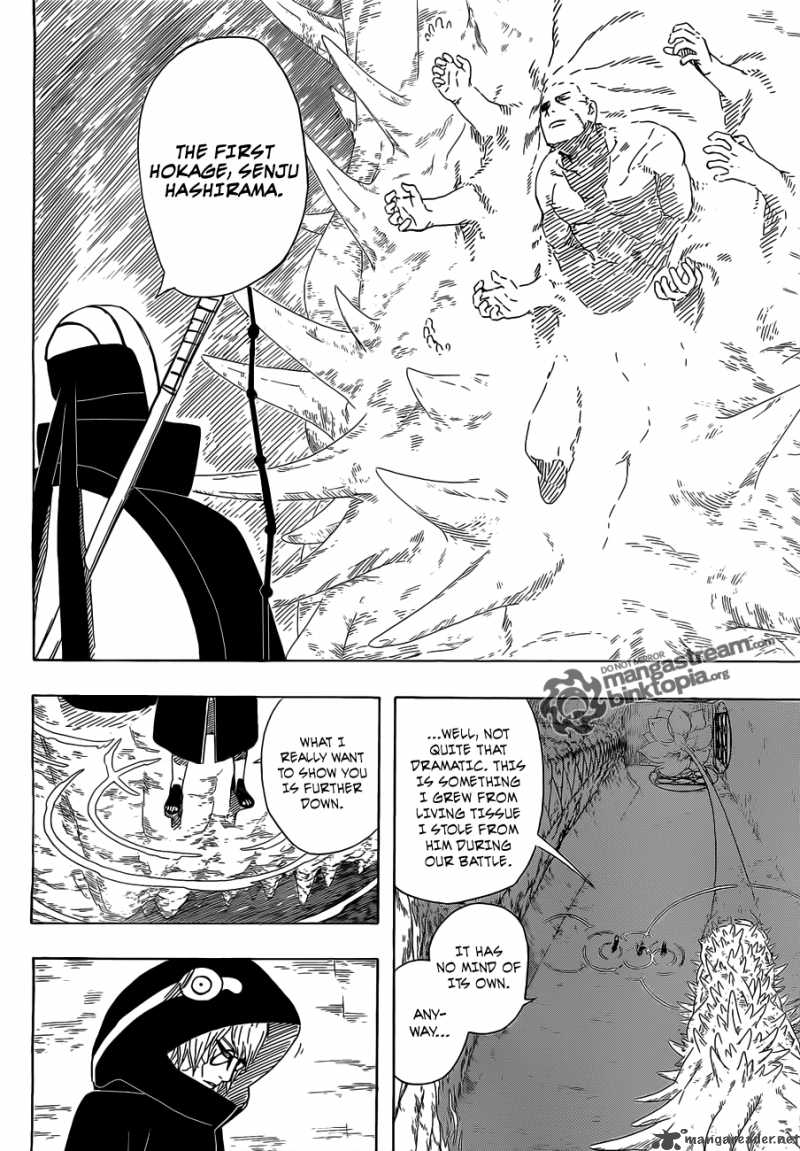 THE FIRST
HOKAGE, SENJU
HASHIRAMA.
DO NOT MIRROR
mangastream.com
binktopia.org
...WELL, NOT
QUITE THAT
DRAMATIC. THIS
IS SOMETHING
I GREW FROM
LIVING TISSUE
I STOLE FROM
HIM DURING
OUR BATTLE.
IT HAS
NO MIND OF
ITS OWN.
ANY-
WAY...
WHAT I
REALLY WANT
TO SHOW YOU
IS FURTHER
DOWN.
mangareader.net